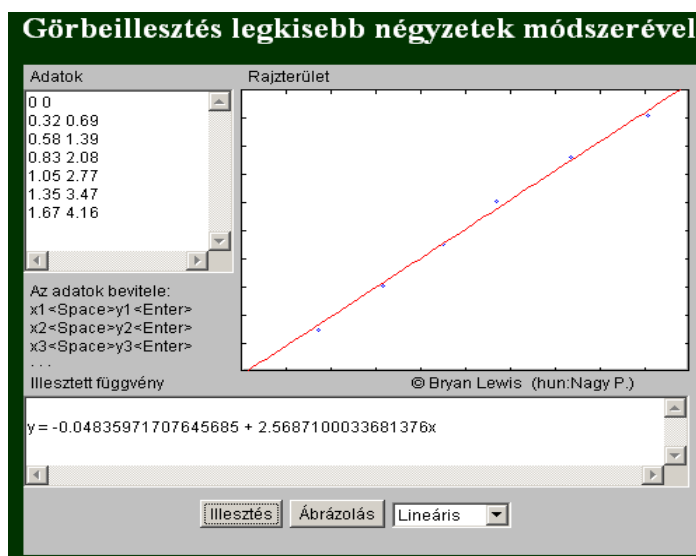 Görbeillesztés legkisebb négyzetek módszerével
Adatok
Rajzterület
0 0
0.32 0.69
0.58 1.39
0.83 2.08
1.05 2.77
1.35 3.47
1.67 4.16
Az adatok bevitele:
x1<Space>y1<Enter>
x2<Space>y2<Enter>
x3<Space>y3<Enter>
. . .
Illesztett függvény
© Bryan Lewis (hun:Nagy P.)
y = -0.04835971707645685 + 2.5687100033681376x
Illesztés
Ábrázolás
Lineáris